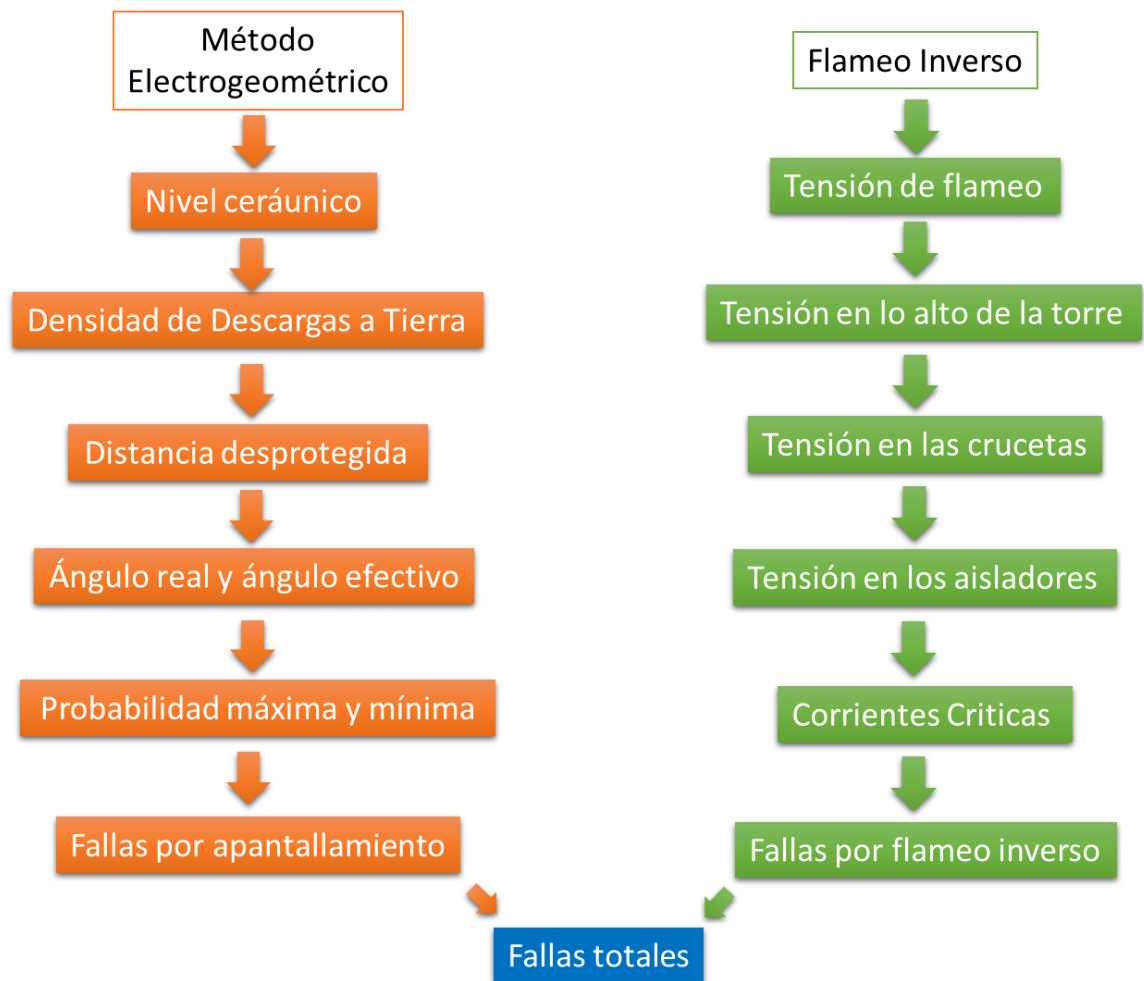 Método
Electrogeométrico
Nivel ceráunico
Densidad de Descargas a Tierra
Distancia desprotegida
Ángulo real y ángulo efectivo
Probabilidad máxima y mínima
Fallas por apantallamiento
Flameo Inverso
Tensión de flameo
Tensión en lo alto de la torre
Tensión en las crucetas
Tensión en los aisladores
Corrientes Criticas
Fallas por flameo inverso
Fallas totales